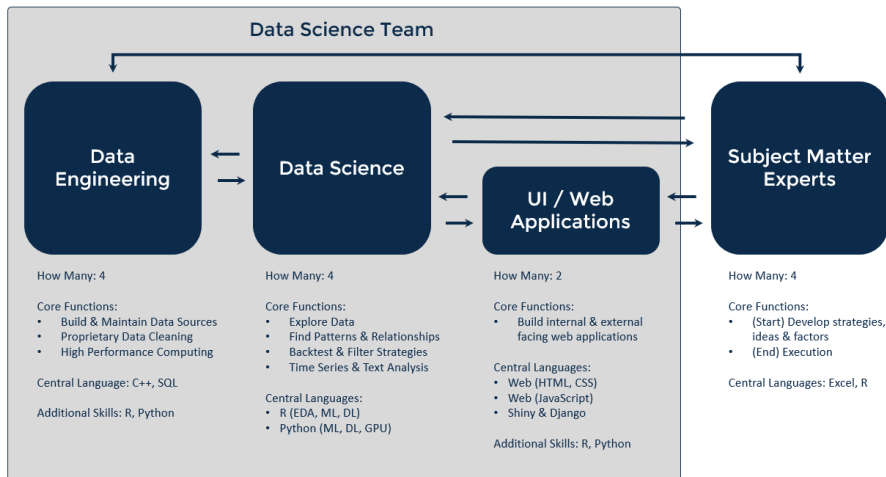 Data Science Team
Data
Engineering
Data Science
UI / Web
Applications
Subject Matter
Experts
How Many: 4
Core Functions:
• Build & Maintain Data Sources
• Proprietary Data Cleaning
• High Performance Computing
Central Language: C++, SQL
Additional Skills: R, Python
How Many: 4
Core Functions:
• Explore Data
• Find Patterns & Relationships
• Backtest & Filter Strategies
• Time Series & Text Analysis
Central Languages:
• R (EDA, ML, DL)
• Python (ML, DL, GPU)
How Many: 2
Core Functions:
• Build internal & external
facing web applications
Central Languages:
• Web (HTML, CSS)
• Web (JavaScript)
• Shiny & Django
Additional Skills: R, Python
How Many: 4
Core Functions:
• (Start) Develop strategies,
ideas & factors
• (End) Execution
Central Languages: Excel, R